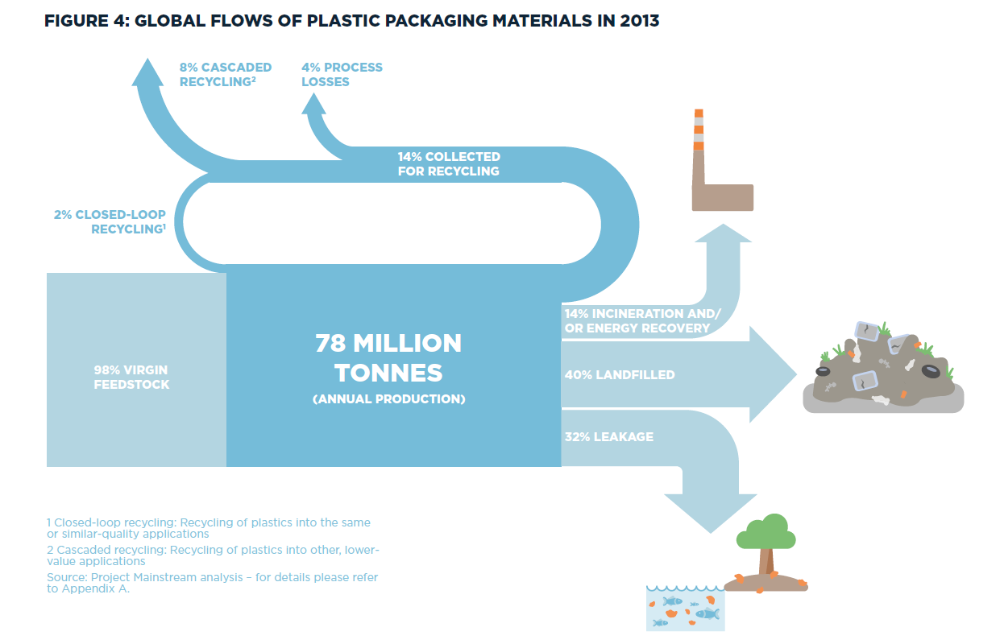 FIGURE 4: GLOBAL FLOWS OF PLASTIC PACKAGING MATERIALS IN 2013
8% CASCADED
RECYCLING²
4% PROCESS
LOSSES
14% COLLECTED
FOR RECYCLING
2% CLOSED-LOOP
RECYCLING¹
98% VIRGIN
FEEDSTOCK
78 MILLION
TONNES
(ANNUAL PRODUCTION)
14% INCINERATION AND/
OR ENERGY RECOVERY
40% LANDFILLED
32% LEAKAGE
1 Closed-loop recycling: Recycling of plastics into the same
or similar-quality applications
2 Cascaded recycling: Recycling of plastics into other, lower-
value applications
Source: Project Mainstream analysis – for details please refer
to Appendix A.